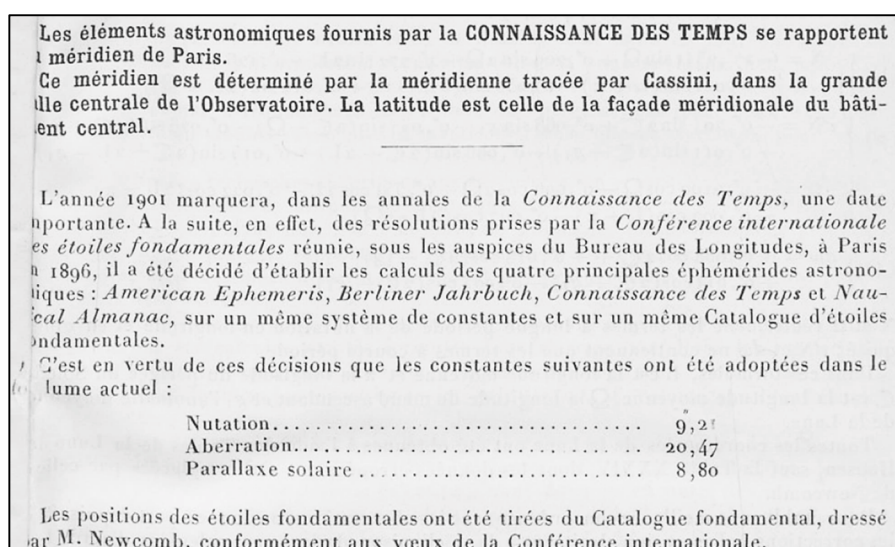 Les éléments astronomiques fournis par la CONNAISSANCE DES TEMPS se rapportent
méridien de Paris.
Ce méridien est déterminé par la méridienne tracée par Cassini, dans la grande
lle centrale de l'Observatoire. La latitude est celle de la façade méridionale du bâti-
ent central.
L'année 1901 marquera, dans les annales de la Connaissance des Temps, une date
mportante. A la suite, en effet, des résolutions prises par la Conférence internationale
es étoiles fondamentales réunie, sous les auspices du Bureau des Longitudes, à Paris
1896, il a été décidé d'établir les calculs des quatre principales éphémérides astrono-
iques : American Ephemeris, Berliner Jahrbuch, Connaissance des Temps et Nau-
ical Almanac, sur un même système de constantes et sur un même Catalogue d'étoiles
ondamentales.
C'est en vertu de ces décisions que les constantes suivantes ont été adoptées dans le
lume actuel :
Nutation.................................... 9,21
Aberration.................................. 20,47
Parallaxe solaire........................... 8,80
Les positions des étoiles fondamentales ont été tirées du Catalogue fondamental, dressé
ar M. Newcomb, conformément aux vœux de la Conférence internationale.